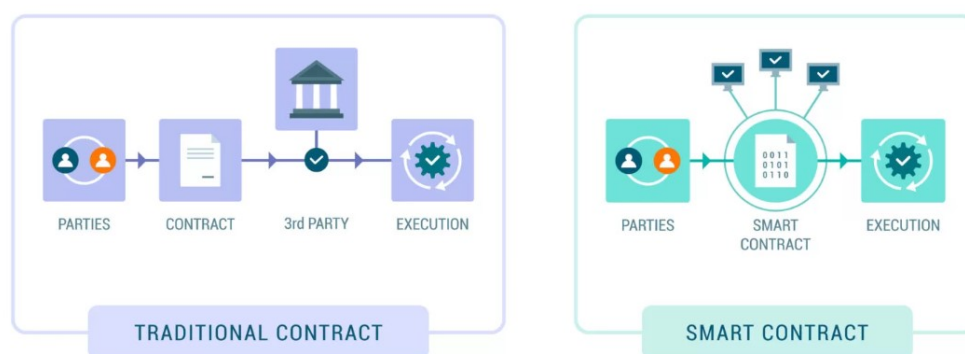 PARTIES
CONTRACT
3rd PARTY
EXECUTION
TRADITIONAL CONTRACT
0011
0101
0110
PARTIES
SMART
CONTRACT
EXECUTION
SMART CONTRACT